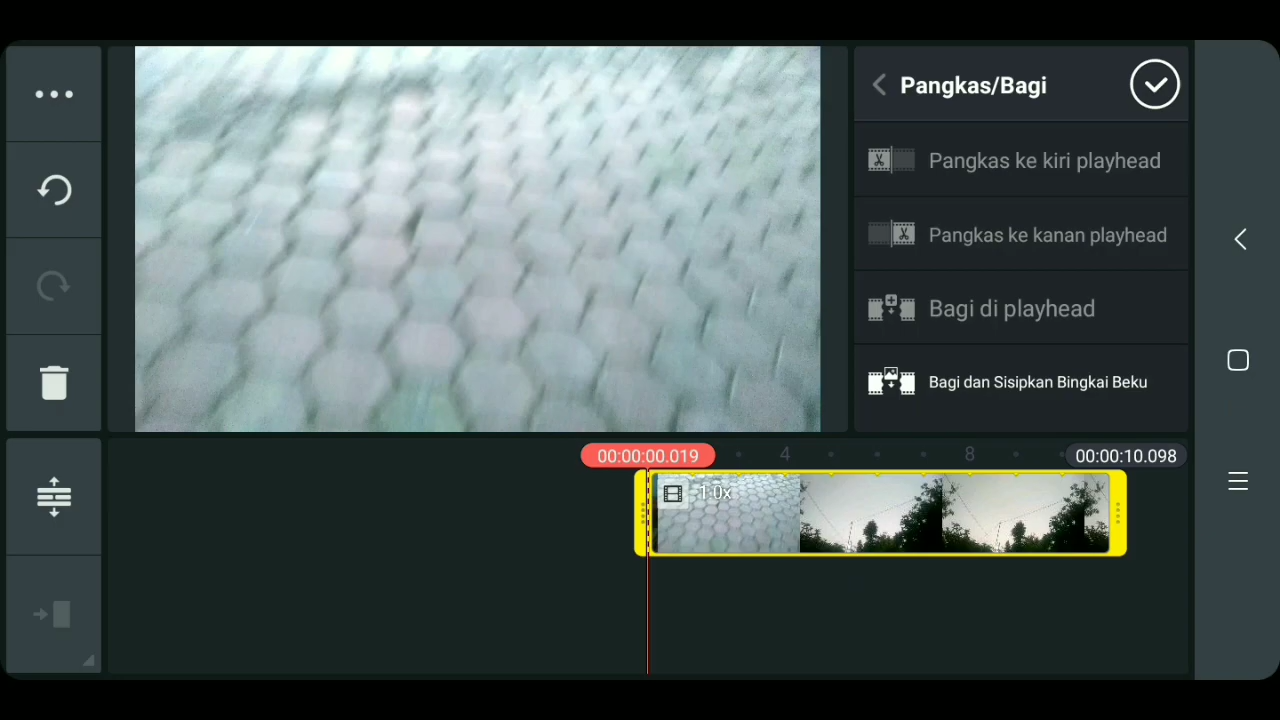 Pangkas/Bagi
Pangkas ke kiri playhead
Pangkas ke kanan playhead
Bagi di playhead
Bagi dan Sisipkan Bingkai Beku
00:00:00.019
4
8
00:00:10.098
1.0x